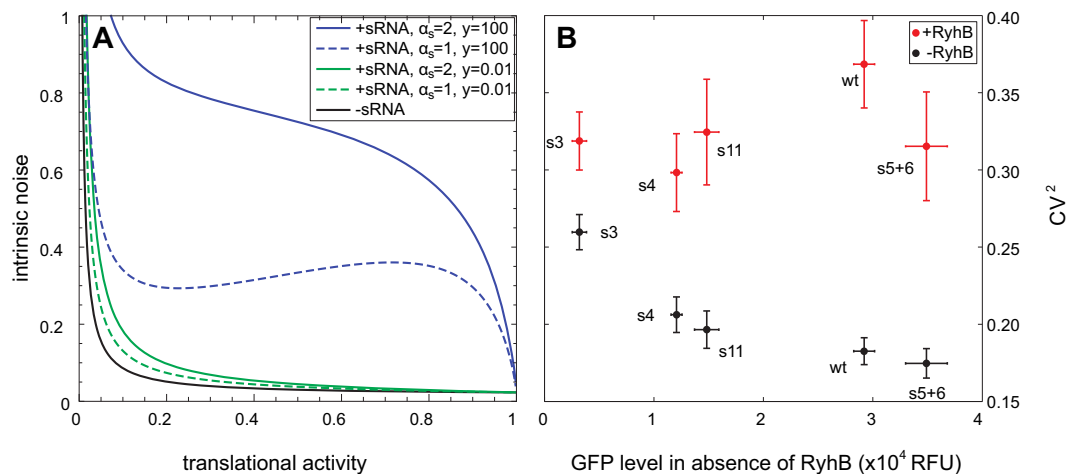 A
+sRNA, αs=2, y=100
+sRNA, αs=1, y=100
+sRNA, αs=2, y=0.01
+sRNA, αs=1, y=0.01
-sRNA
1
0.8
0.6
0.4
0.2
0
intrinsic noise
0 0.2 0.4 0.6 0.8 1
translational activity
B
+RyhB
-RyhB
s3
s4
s11
wt
s5+6
s3
s4
s11
wt
s5+6
0.40
0.35
0.30
0.25
0.20
0.15
CV²
0 1 2 3 4
GFP level in absence of RyhB (x10⁴ RFU)